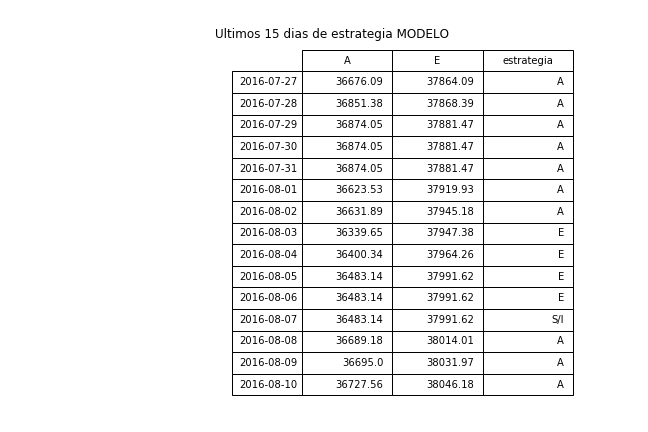 Ultimos 15 dias de estrategia MODELO
A E estrategia
2016-07-27 36676.09 37864.09 A
2016-07-28 36851.38 37868.39 A
2016-07-29 36874.05 37881.47 A
2016-07-30 36874.05 37881.47 A
2016-07-31 36874.05 37881.47 A
2016-08-01 36623.53 37919.93 A
2016-08-02 36631.89 37945.18 A
2016-08-03 36339.65 37947.38 E
2016-08-04 36400.34 37964.26 E
2016-08-05 36483.14 37991.62 E
2016-08-06 36483.14 37991.62 E
2016-08-07 36483.14 37991.62 S/I
2016-08-08 36689.18 38014.01 A
2016-08-09 36695.0 38031.97 A
2016-08-10 36727.56 38046.18 A